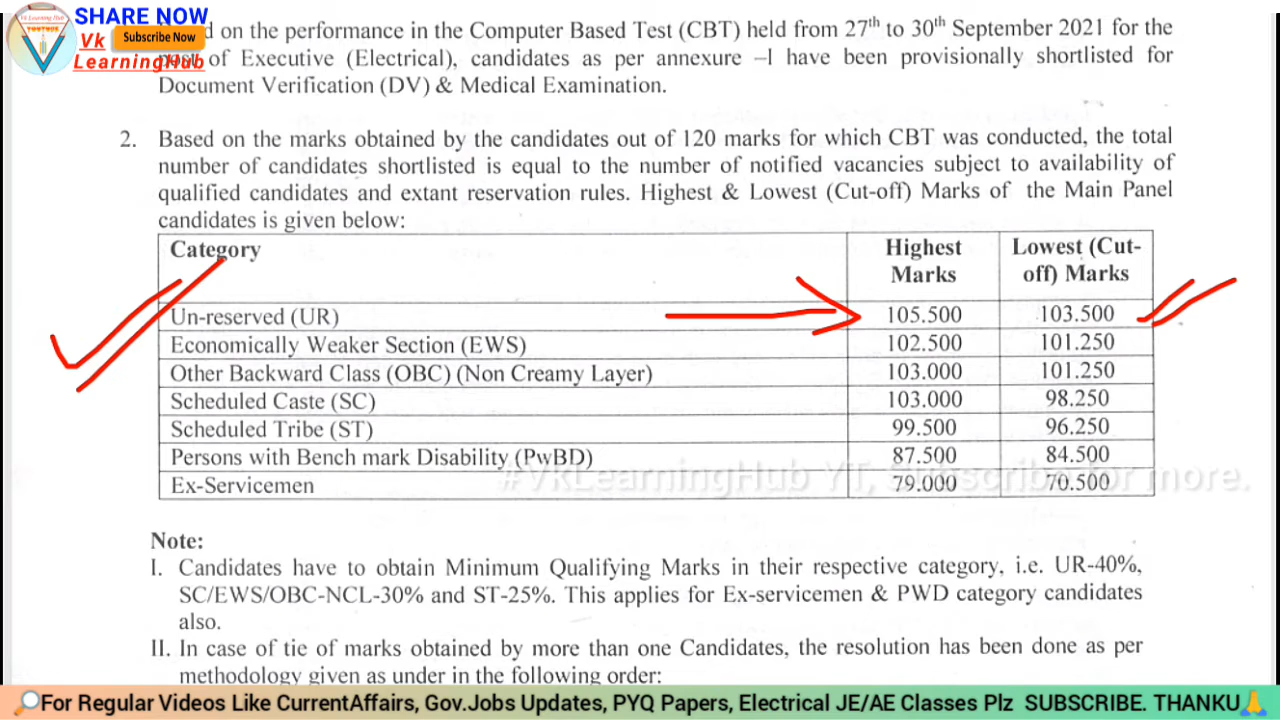 Vk Learning Hub
SHARE NOW
Subscribe Now
Vk
LearningHub
on the performance in the Computer Based Test (CBT) held from 27th to 30th September 2021 for the
of Executive (Electrical), candidates as per annexure –I have been provisionally shortlisted for
Document Verification (DV) & Medical Examination.
2. Based on the marks obtained by the candidates out of 120 marks for which CBT was conducted, the total
number of candidates shortlisted is equal to the number of notified vacancies subject to availability of
qualified candidates and extant reservation rules. Highest & Lowest (Cut-off) Marks of the Main Panel
candidates is given below:
Category Highest Marks Lowest (Cut-off) Marks
Un-reserved (UR) 105.500 103.500
Economically Weaker Section (EWS) 102.500 101.250
Other Backward Class (OBC) (Non Creamy Layer) 103.000 101.250
Scheduled Caste (SC) 103.000 98.250
Scheduled Tribe (ST) 99.500 96.250
Persons with Bench mark Disability (PwBD) 87.500 84.500
#VkLearningHub YT, Subscribe for more.
Ex-Servicemen 79.000 70.500
Note:
I. Candidates have to obtain Minimum Qualifying Marks in their respective category, i.e. UR-40%,
SC/EWS/OBC-NCL-30% and ST-25%. This applies for Ex-servicemen & PWD category candidates
also.
II. In case of tie of marks obtained by more than one Candidates, the resolution has been done as per
methodology given as under in the following order:
🔎For Regular Videos Like CurrentAffairs, Gov.Jobs Updates, PYQ Papers, Electrical JE/AE Classes Plz SUBSCRIBE. THANKU🙏